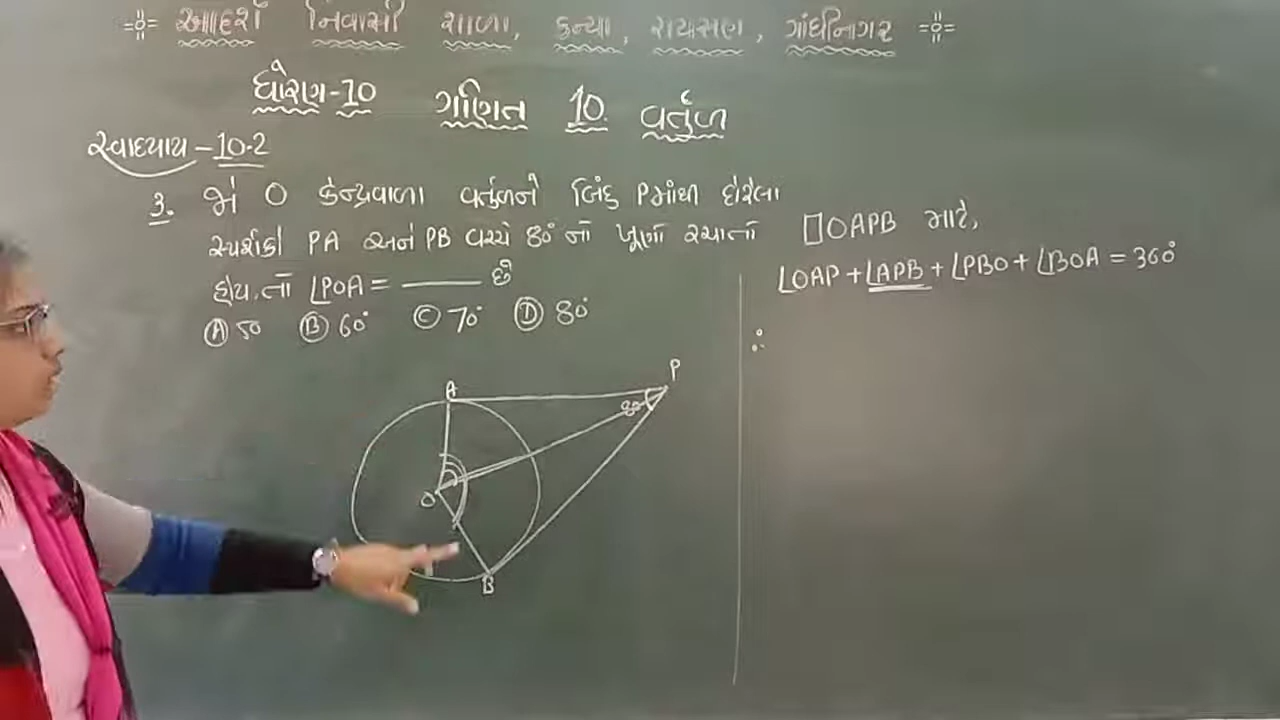 આદર્શ નિવાસી શાળા, કન્યા, રાયસણ, ગાંધીનગર
ધોરણ-10 ગણિત 10. વર્તુળ
સ્વાધ્યાય - 10.2
3. જો O કેન્દ્રવાળા વર્તુળને બિંદુ Pમાંથી દોરેલા
સ્પર્શકો PA અને PB વચ્ચે 80° નો ખૂણો રચાતો
હોય, તો ∠POA = ______ છે
Ⓐ 50 Ⓑ 60° Ⓒ 70° Ⓓ 80°
A
P
80°
O
B
□OAPB માટે,
∠OAP + ∠APB + ∠PBO + ∠BOA = 360°
∴